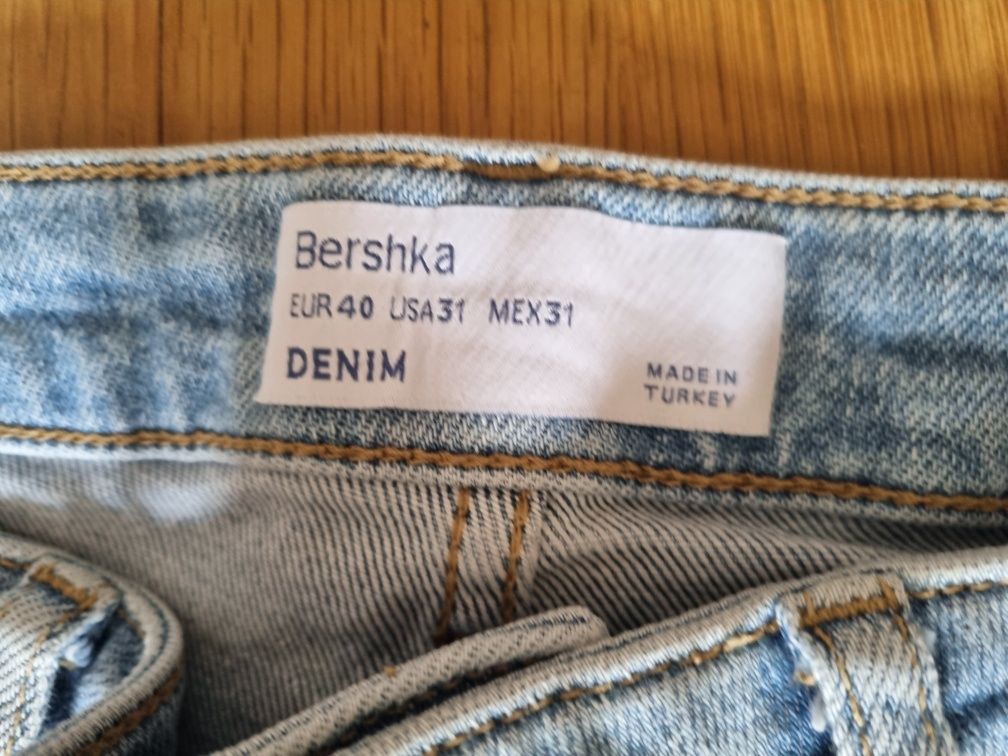 Bershka
EUR40 USA31 MEX31
DENIM
MADE IN
TURKEY